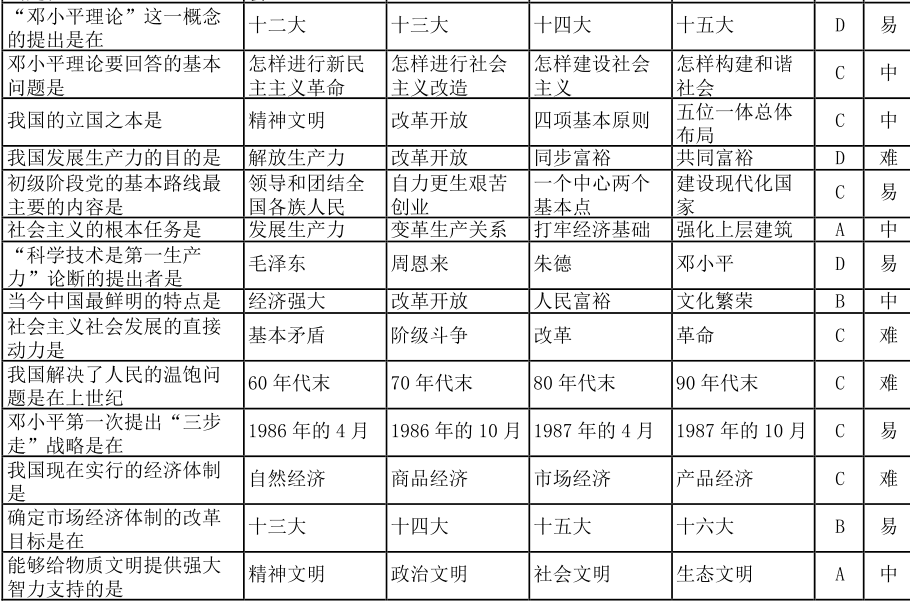 “邓小平理论”这一概念 十二大 十三大 十四大 十五大 D 易
的提出是在
邓小平理论要回答的基本 怎样进行新民 怎样进行社会 怎样建设社会 怎样构建和谐 C 中
问题是 主主义革命 主义改造 主义 社会
我国的立国之本是 精神文明 改革开放 四项基本原则 五位一体总体 C 中
布局
我国发展生产力的目的是 解放生产力 改革开放 同步富裕 共同富裕 D 难
初级阶段党的基本路线最 领导和团结全 自力更生艰苦 一个中心两个 建设现代化国 C 易
主要的内容是 国各族人民 创业 基本点 家
社会主义的根本任务是 发展生产力 变革生产关系 打牢经济基础 强化上层建筑 A 中
“科学技术是第一生产 毛泽东 周恩来 朱德 邓小平 D 易
力”论断的提出者是
当今中国最鲜明的特点是 经济强大 改革开放 人民富裕 文化繁荣 B 中
社会主义社会发展的直接 基本矛盾 阶级斗争 改革 革命 C 难
动力是
我国解决了人民的温饱问 60 年代末 70 年代末 80 年代末 90 年代末 C 难
题是在上世纪
邓小平第一次提出“三步 1986 年的 4 月 1986 年的 10 月 1987 年的 4 月 1987 年的 10 月 C 易
走”战略是在
我国现在实行的经济体制 自然经济 商品经济 市场经济 产品经济 C 难
是
确定市场经济体制的改革 十三大 十四大 十五大 十六大 B 易
目标是在
能够给物质文明提供强大 精神文明 政治文明 社会文明 生态文明 A 中
智力支持的是